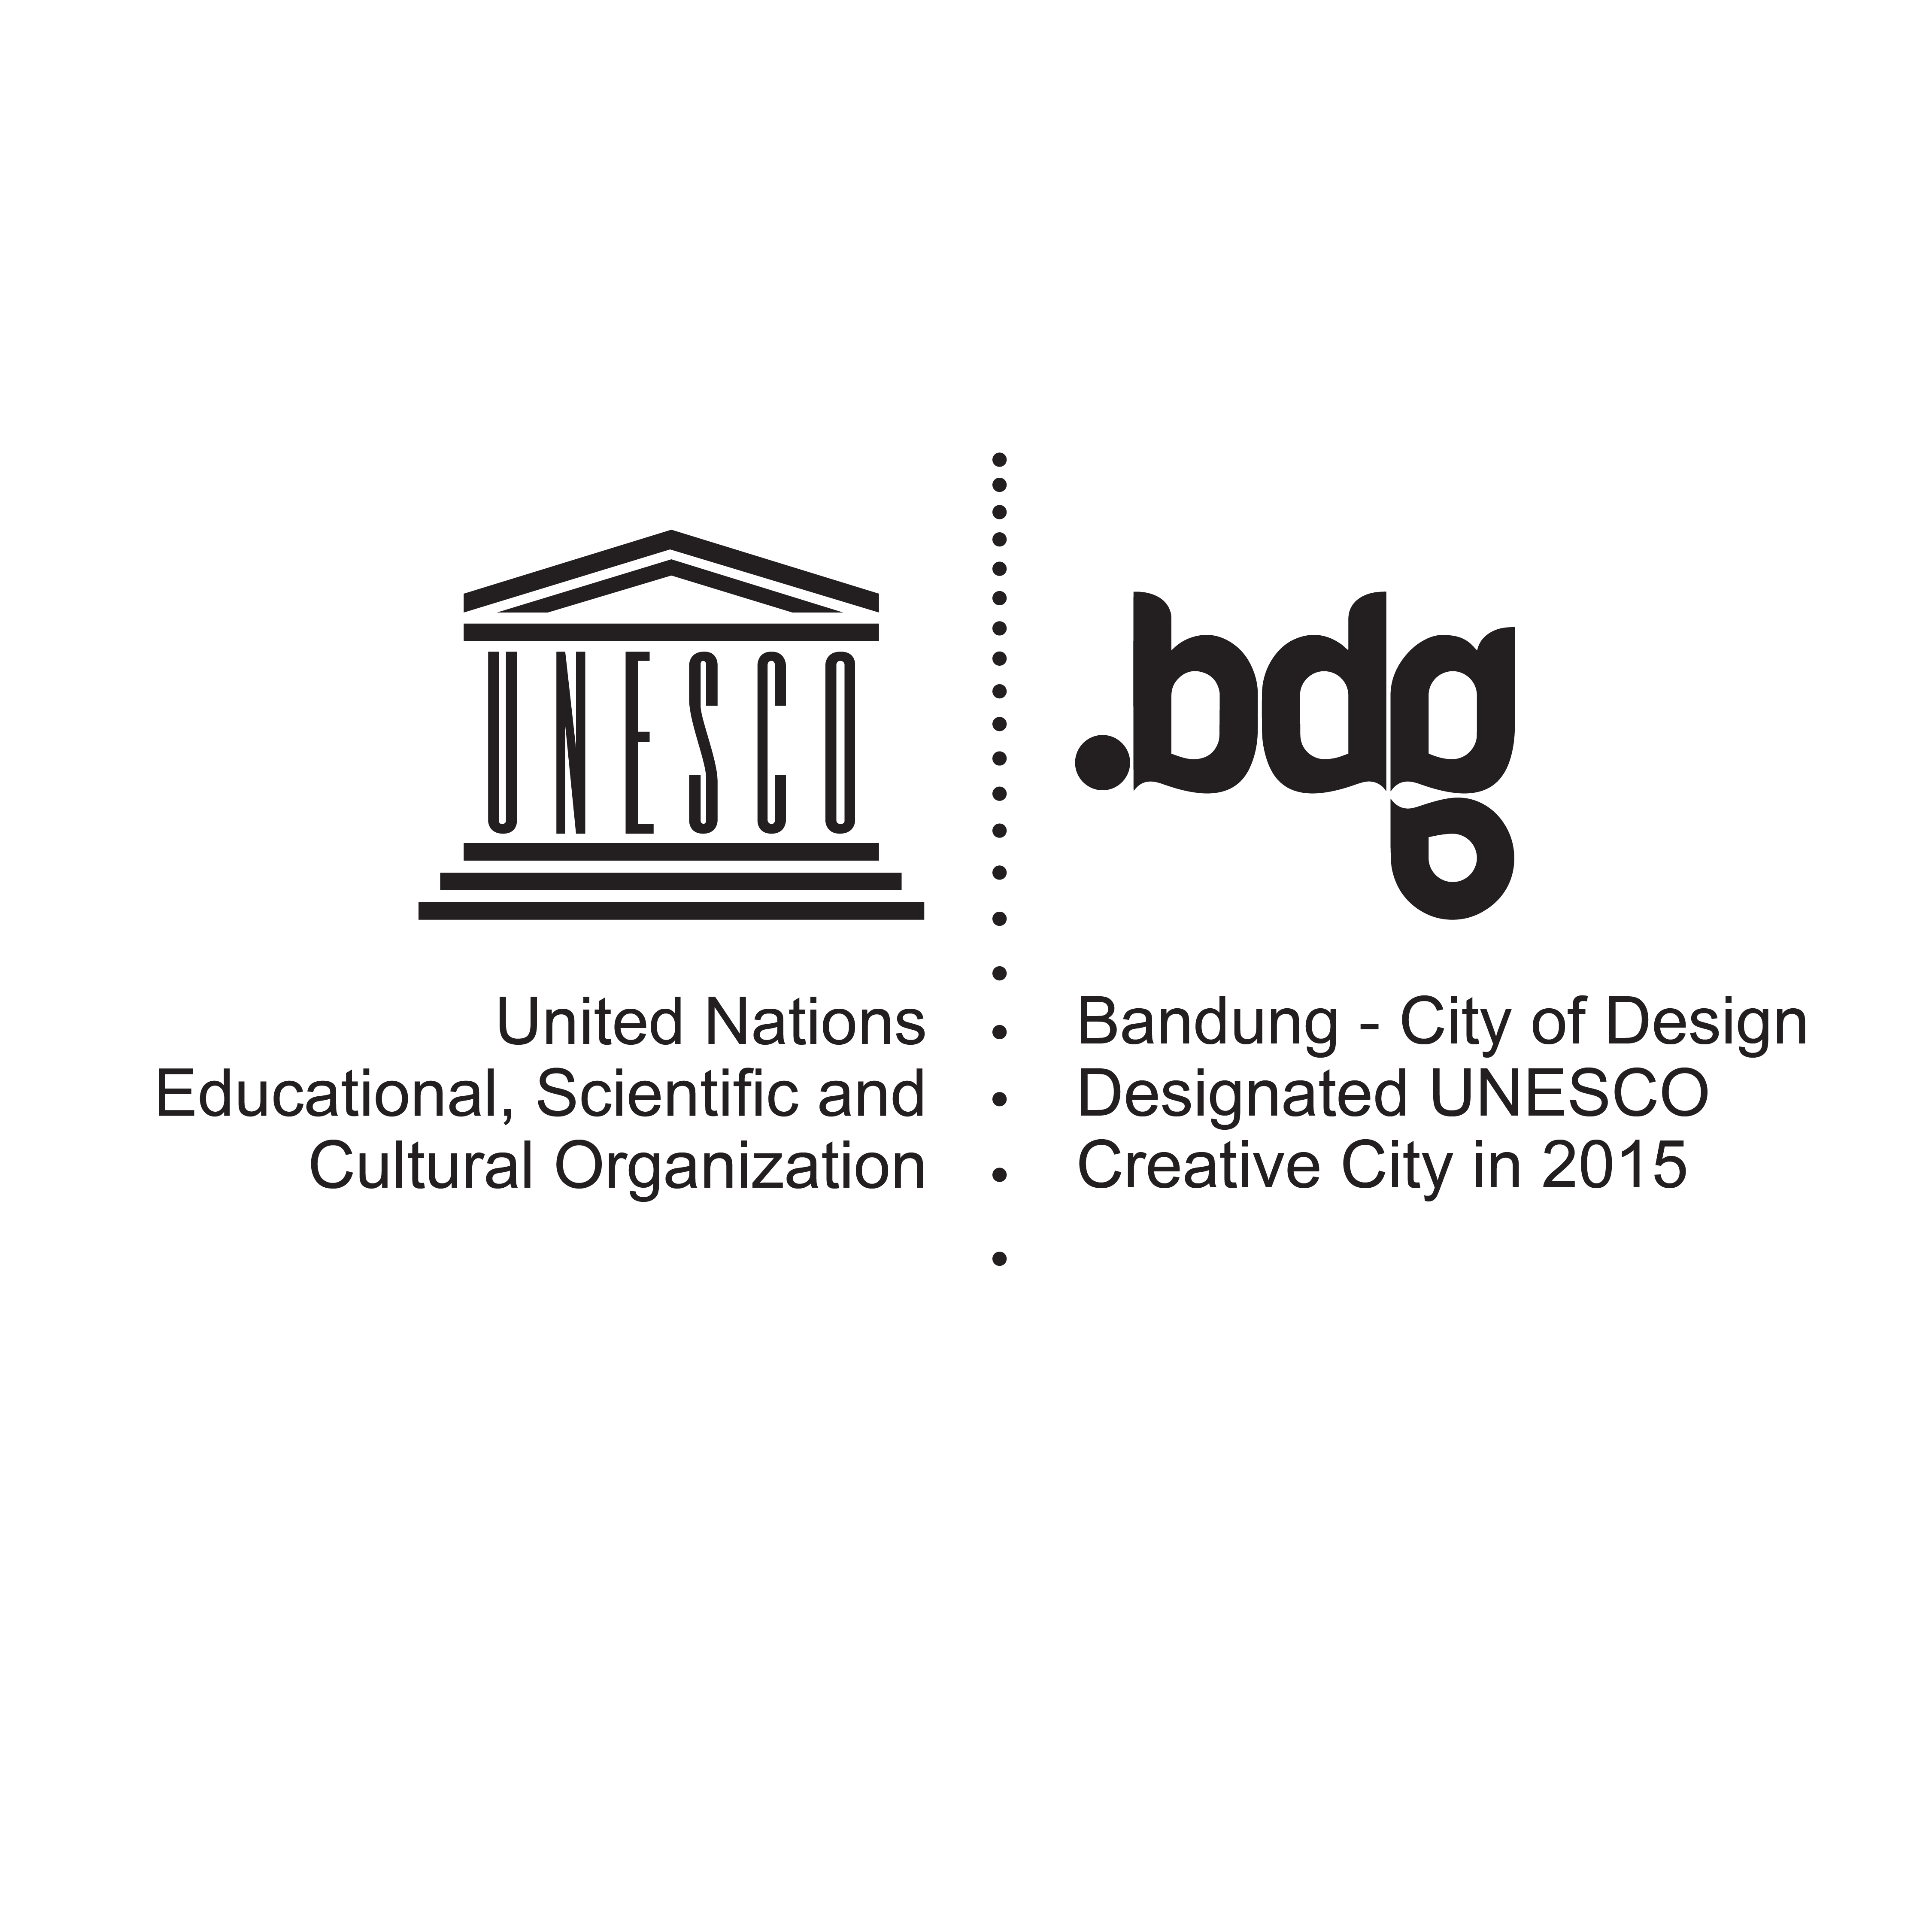 UNESCO
United Nations
Educational, Scientific and
Cultural Organization
.bdg
Bandung - City of Design
Designated UNESCO
Creative City in 2015